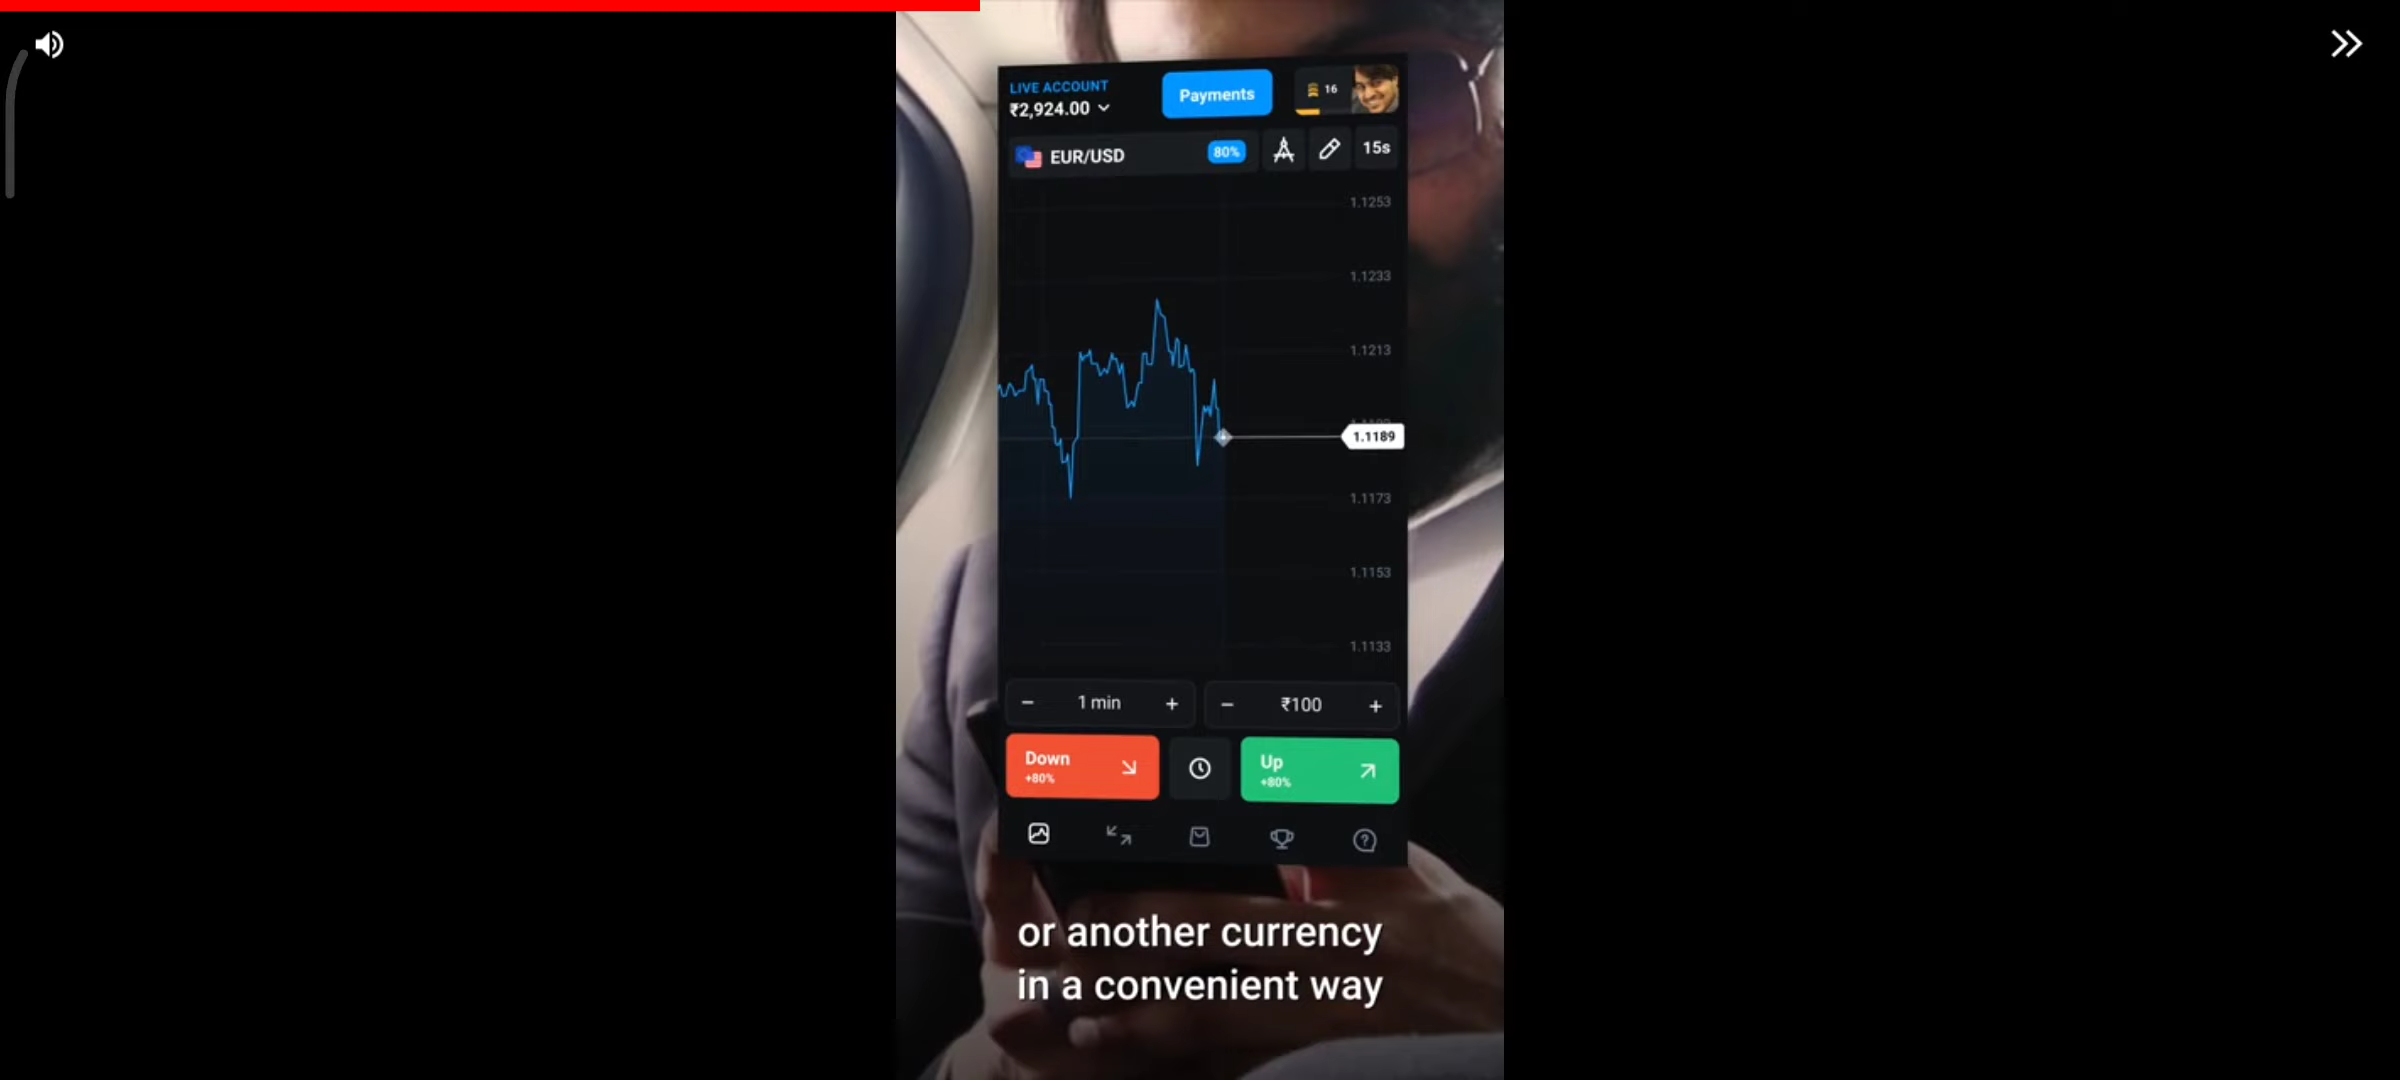 LIVE ACCOUNT
₹2,924.00
Payments
16
EUR/USD
80%
15s
1.1253
1.1233
1.1213
1.1189
1.1173
1.1153
1.1133
− 1 min +
− ₹100 +
Down
+80%
Up
+80%
?
or another currency
in a convenient way